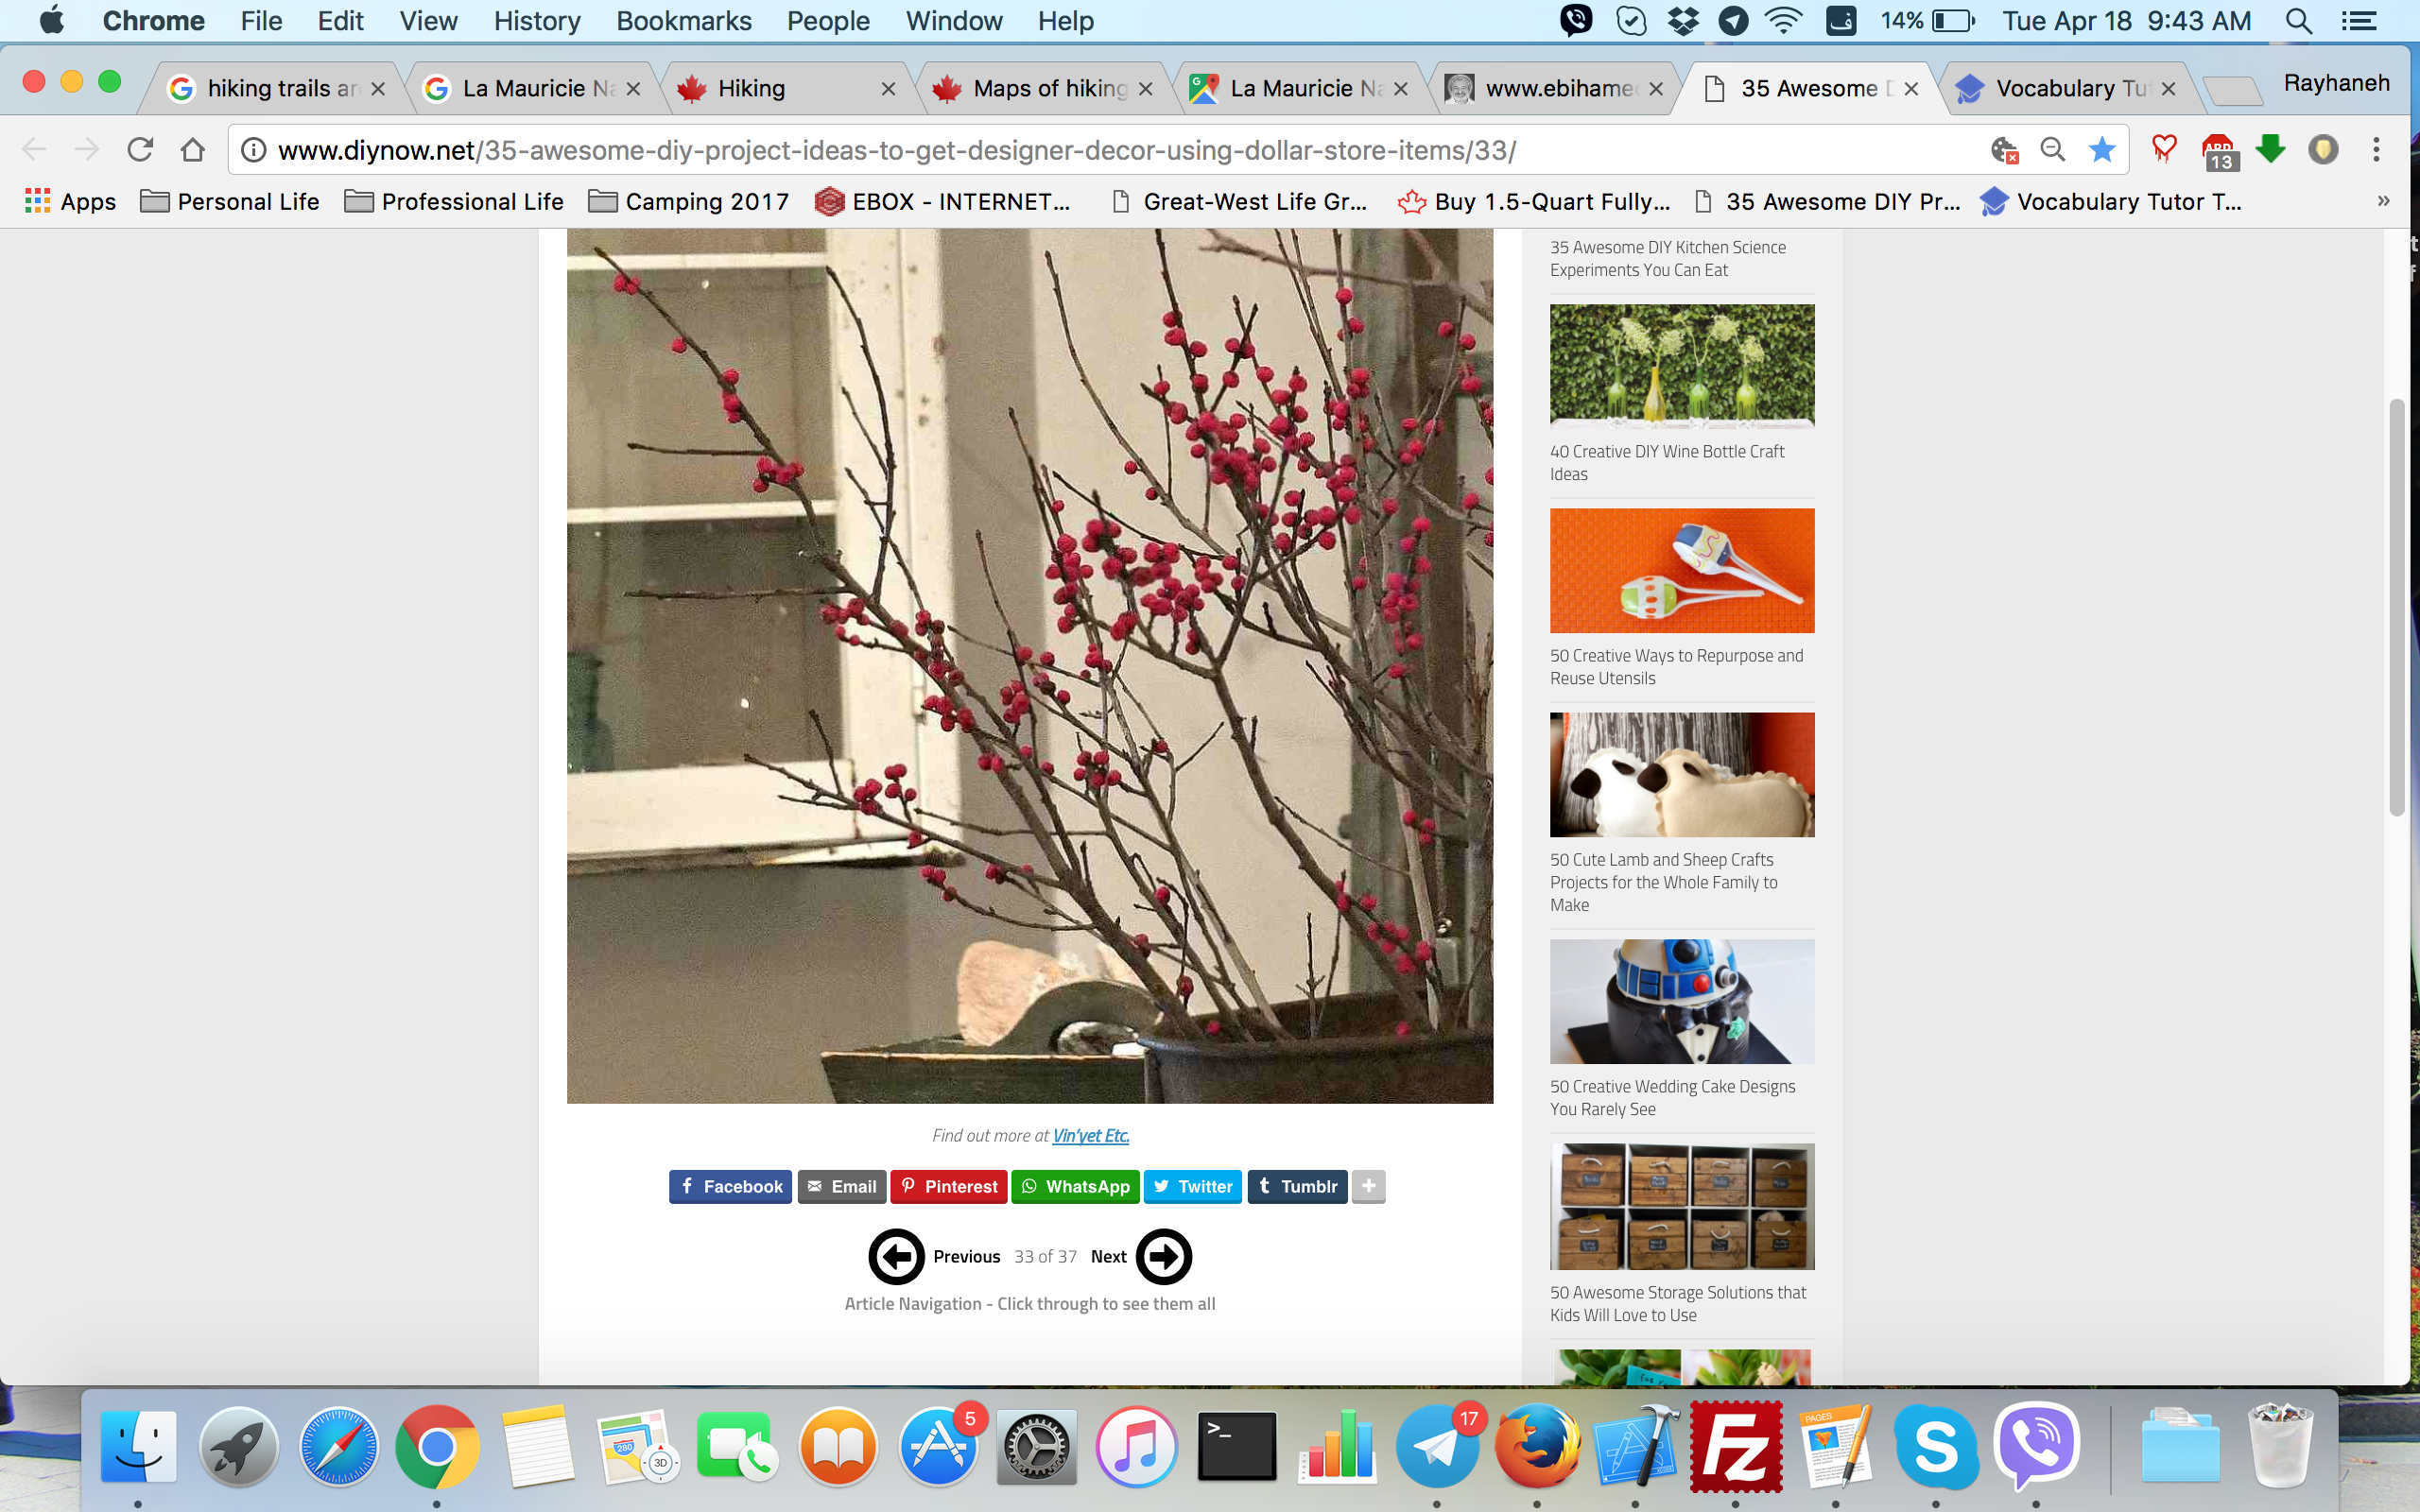 Chrome File Edit View History Bookmarks People Window Help 14% Tue Apr 18 9:43 AM
hiking trails ar La Mauricie Na Hiking Maps of hiking La Mauricie Na www.ebihame 35 Awesome D Vocabulary Tut Rayhaneh
www.diynow.net/35-awesome-diy-project-ideas-to-get-designer-decor-using-dollar-store-items/33/ 13
Apps Personal Life Professional Life Camping 2017 EBOX - INTERNET... Great-West Life Gr... Buy 1.5-Quart Fully... 35 Awesome DIY Pr... Vocabulary Tutor T... »
35 Awesome DIY Kitchen Science
Experiments You Can Eat
40 Creative DIY Wine Bottle Craft
Ideas
50 Creative Ways to Repurpose and
Reuse Utensils
50 Cute Lamb and Sheep Crafts
Projects for the Whole Family to
Make
50 Creative Wedding Cake Designs
You Rarely See
50 Awesome Storage Solutions that
Kids Will Love to Use
Find out more at Vin'yet Etc.
Facebook Email Pinterest WhatsApp Twitter Tumblr
Previous 33 of 37 Next
Article Navigation - Click through to see them all
280 3D 5 >_ 17 Fz PAGES S